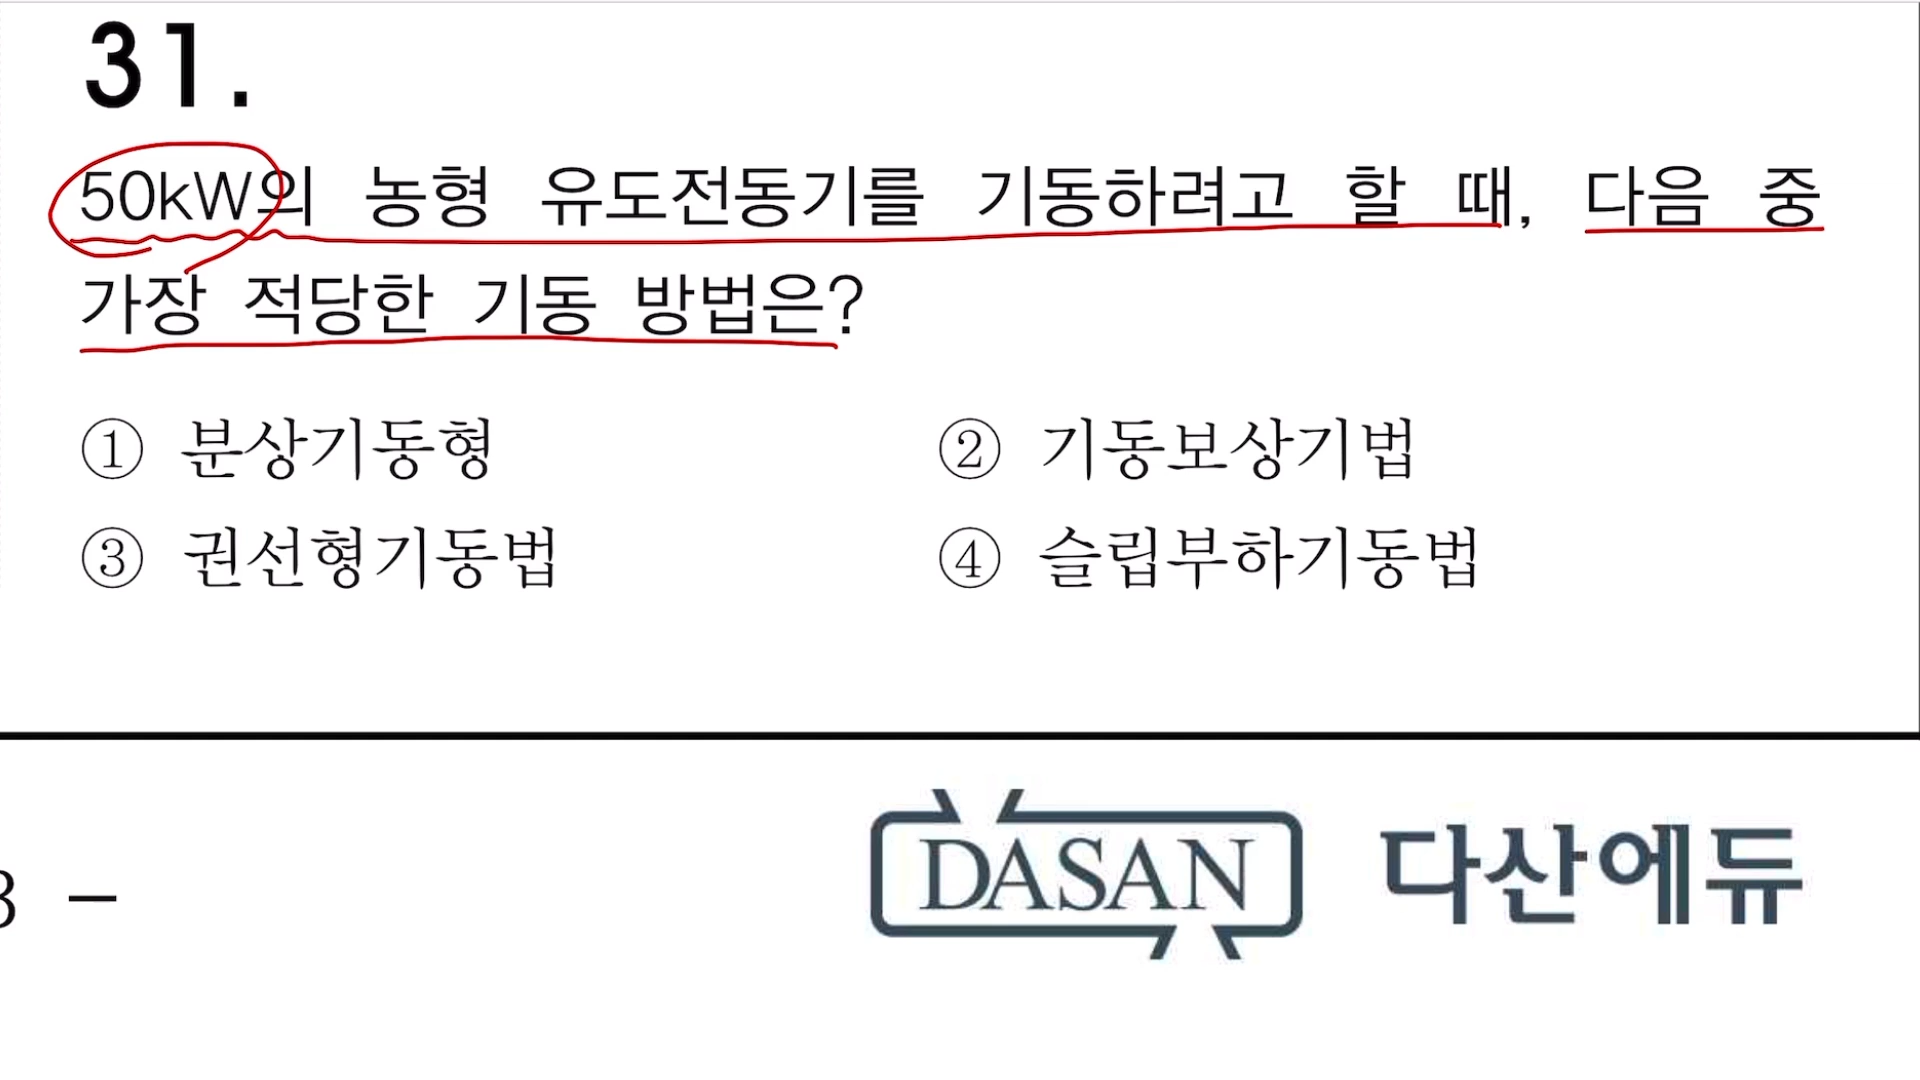 31.
50kW의 농형 유도전동기를 기동하려고 할 때, 다음 중
가장 적당한 기동 방법은?
① 분상기동형 ② 기동보상기법
③ 권선형기동법 ④ 슬립부하기동법
3 -
DASAN 다산에듀